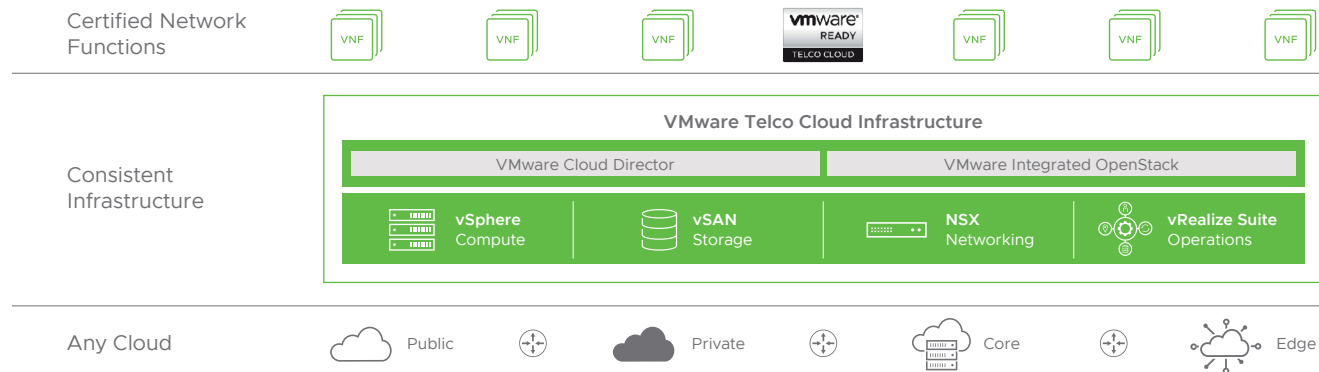 Certified Network
Functions
VNF
VNF
VNF
vmware®
READY
TELCO CLOUD
VNF
VNF
VNF
VMware Telco Cloud Infrastructure
VMware Cloud Director
VMware Integrated OpenStack
Consistent
Infrastructure
vSphere
Compute
vSAN
Storage
NSX
Networking
vRealize Suite
Operations
Any Cloud
Public
Private
Core
Edge